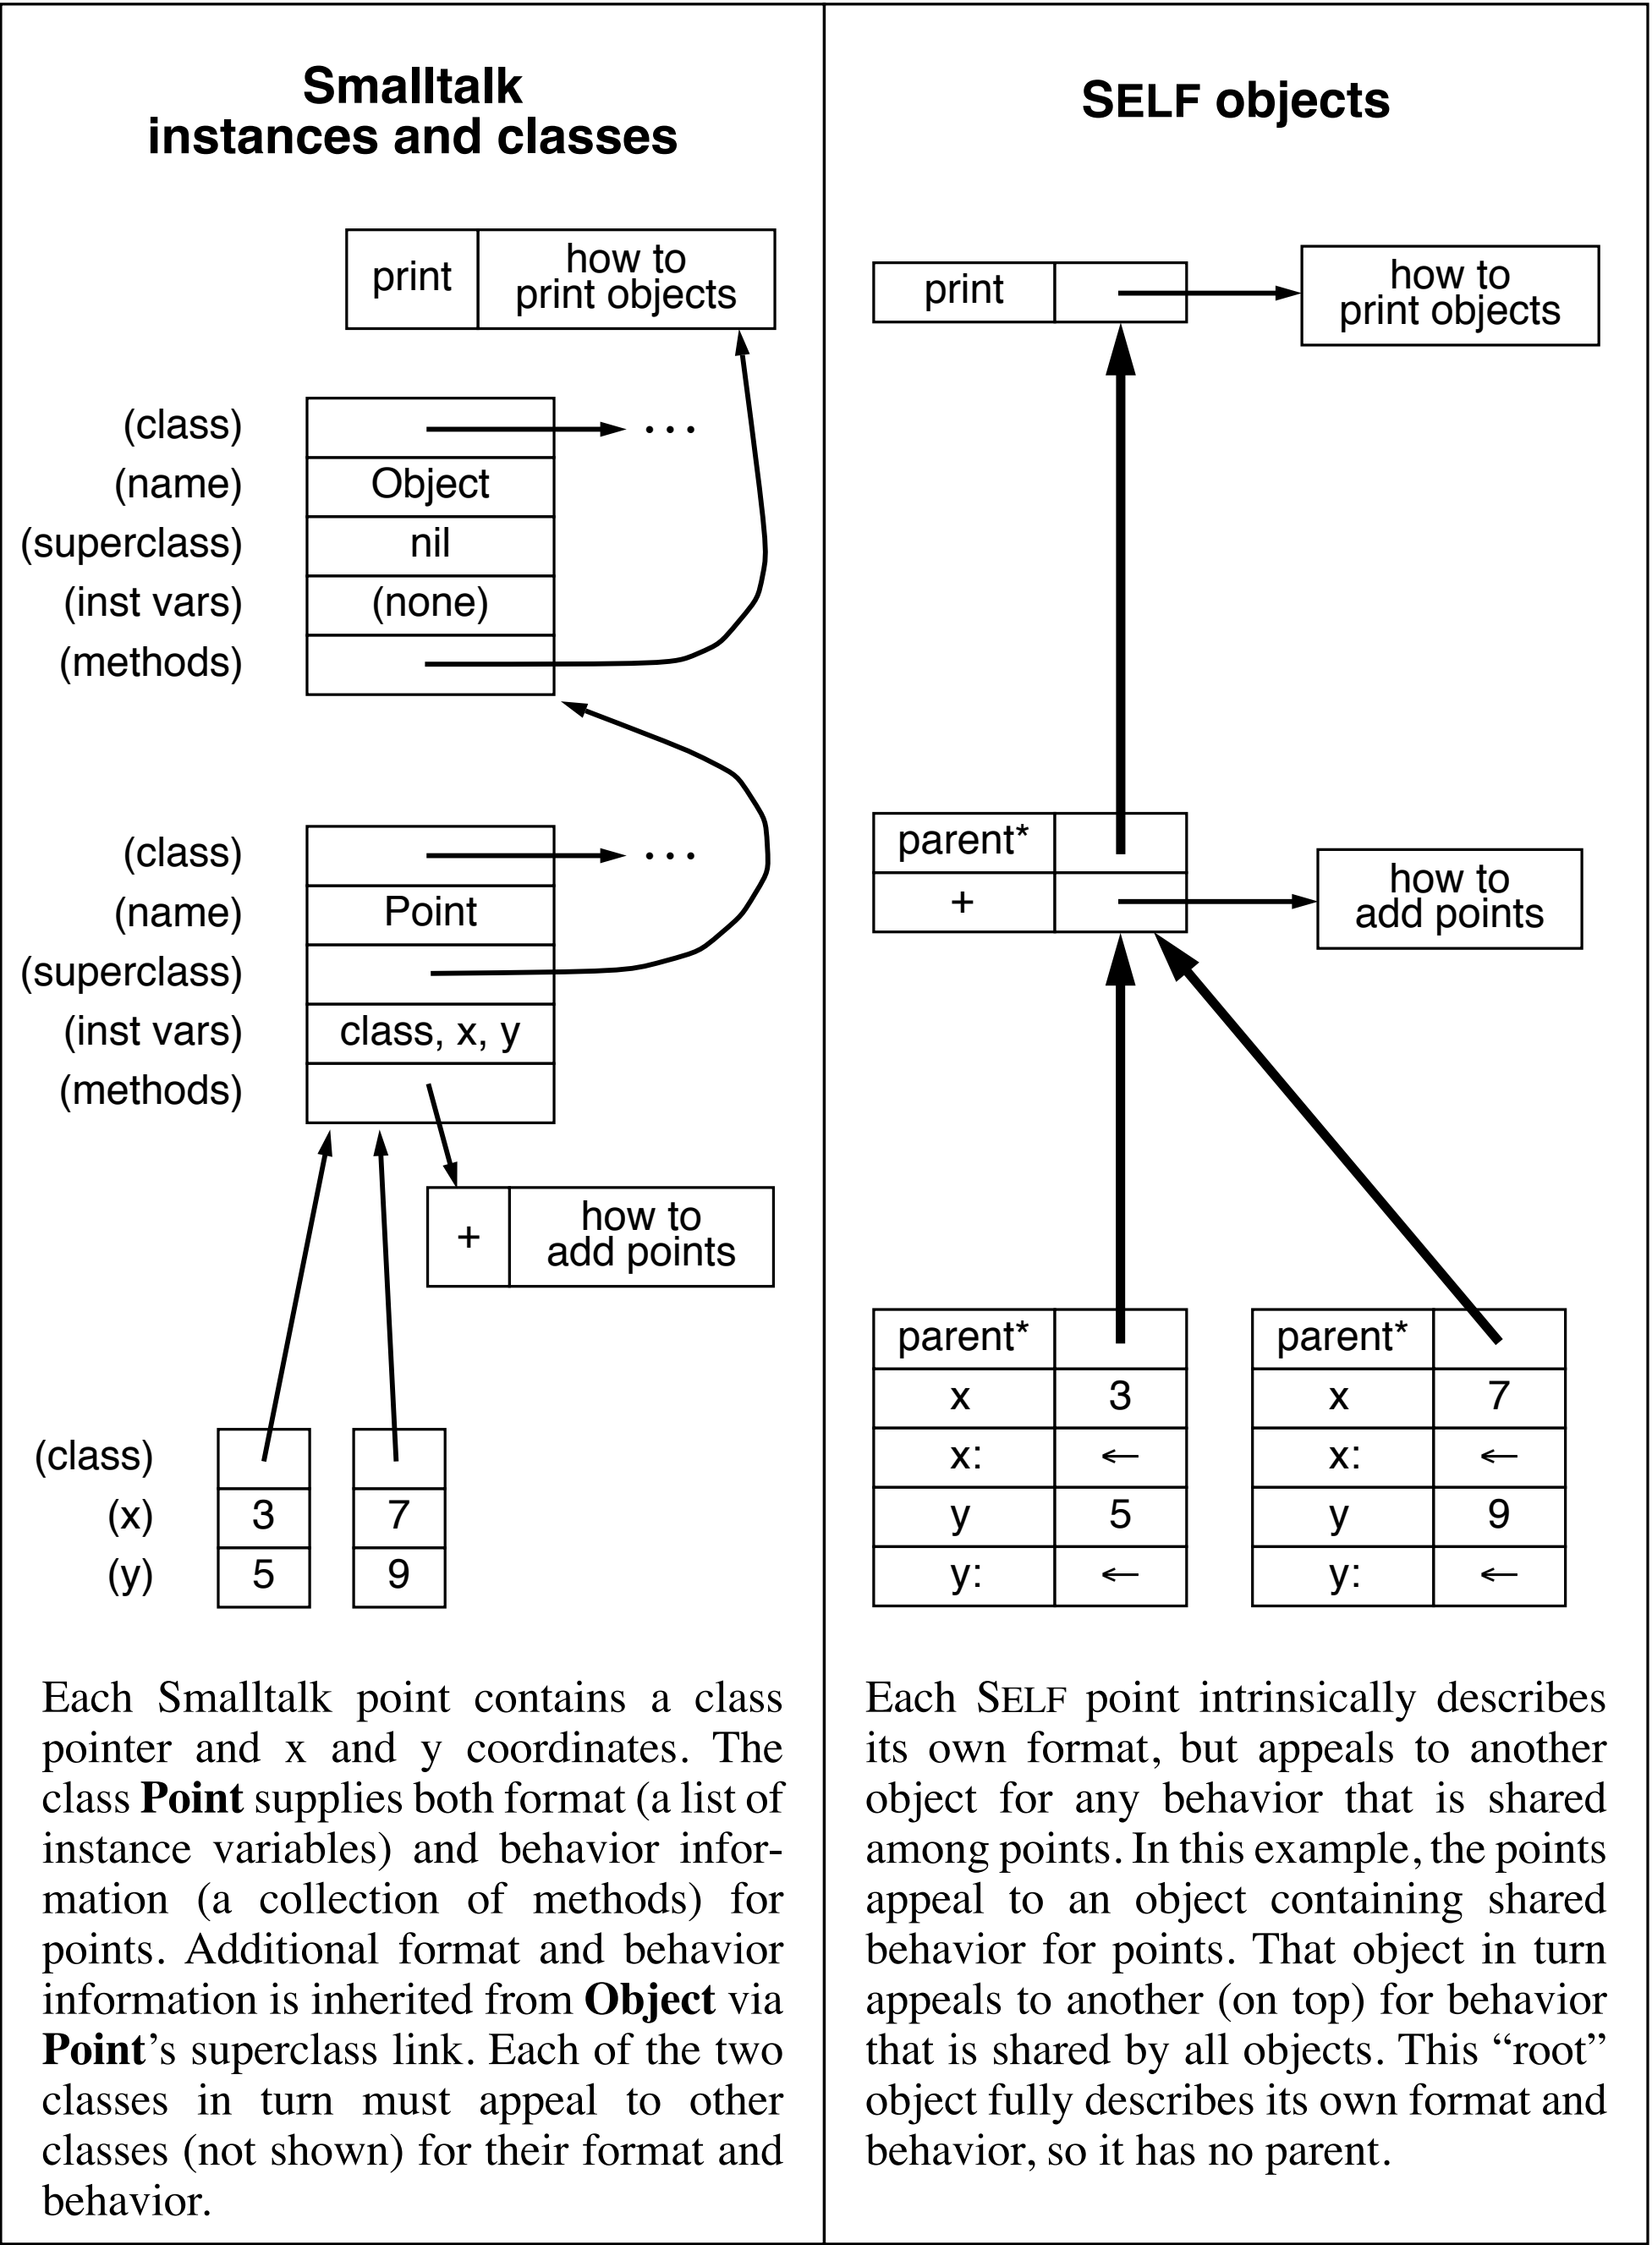 Smalltalk
instances and classes
print
how to
print objects
(class)
• • •
(name)
Object
(superclass)
nil
(inst vars)
(none)
(methods)
(class)
• • •
(name)
Point
(superclass)
(inst vars)
class, x, y
(methods)
+
how to
add points
(class)
(x)
3
7
(y)
5
9
Each Smalltalk point contains a class
pointer and x and y coordinates. The
class Point supplies both format (a list of
instance variables) and behavior infor-
mation (a collection of methods) for
points. Additional format and behavior
information is inherited from Object via
Point’s superclass link. Each of the two
classes in turn must appeal to other
classes (not shown) for their format and
behavior.
SELF objects
print
how to
print objects
parent*
+
how to
add points
parent*
x 3
x: ←
y 5
y: ←
parent*
x 7
x: ←
y 9
y: ←
Each SELF point intrinsically describes
its own format, but appeals to another
object for any behavior that is shared
among points. In this example, the points
appeal to an object containing shared
behavior for points. That object in turn
appeals to another (on top) for behavior
that is shared by all objects. This “root”
object fully describes its own format and
behavior, so it has no parent.